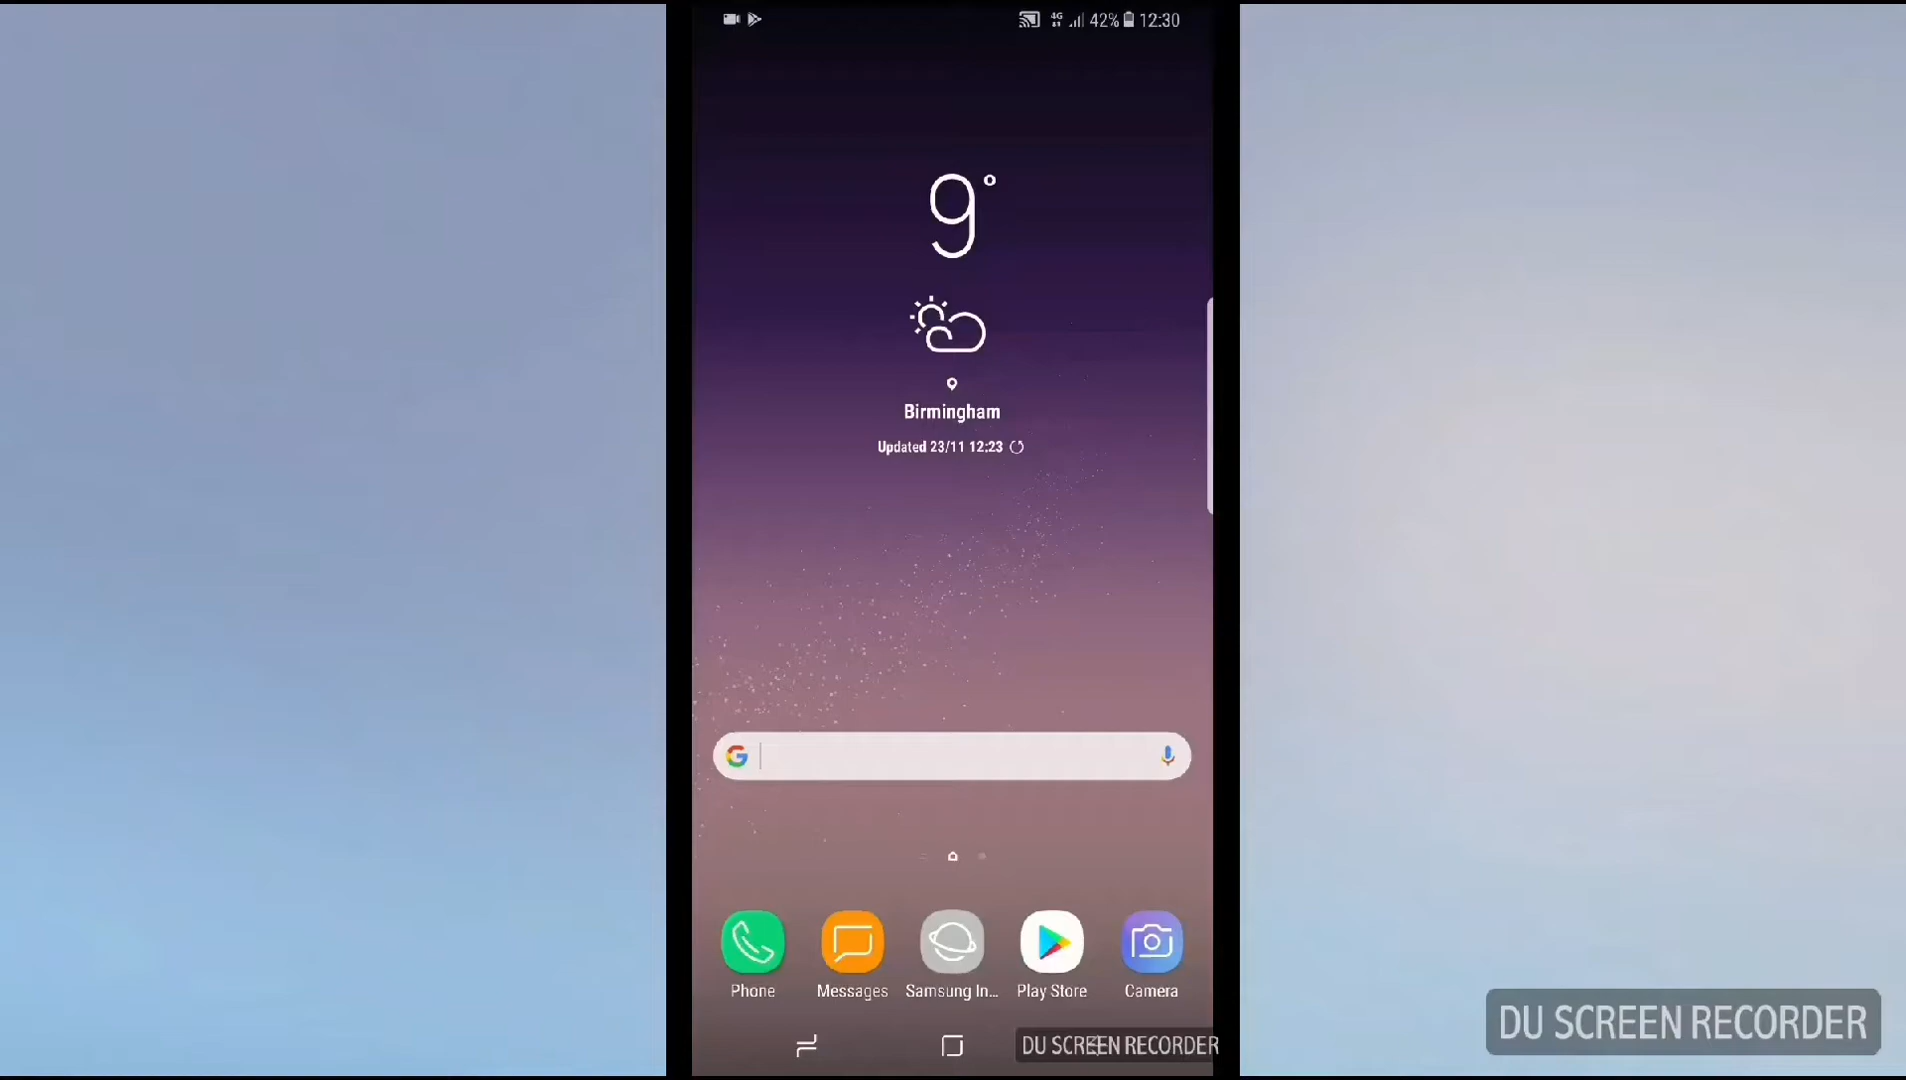 4G 42% 12:30
9°
Birmingham
Updated 23/11 12:23
G
Phone Messages Samsung In... Play Store Camera
DU SCREEN RECORDER
DU SCREEN RECORDER